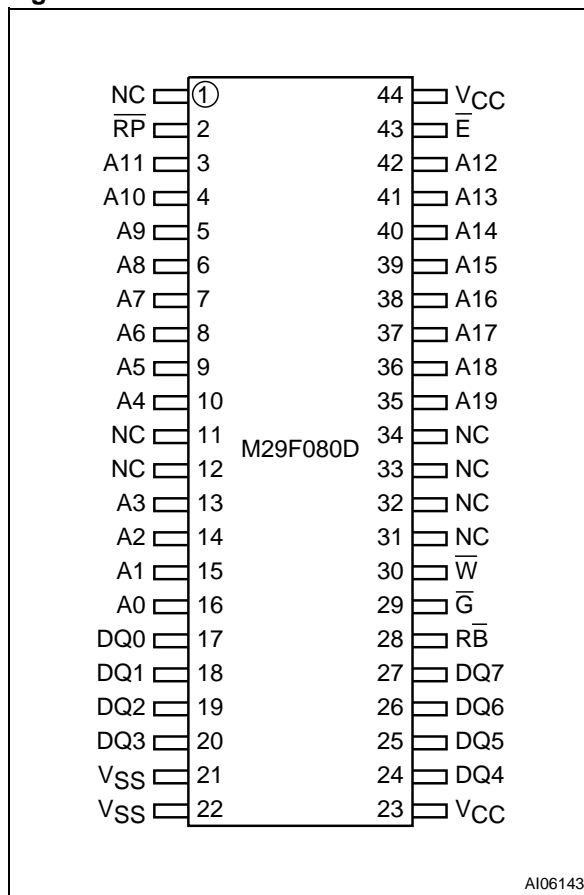 NC 1 44 VCC
R̅P̅ 2 43 E̅
A11 3 42 A12
A10 4 41 A13
A9 5 40 A14
A8 6 39 A15
A7 7 38 A16
A6 8 37 A17
A5 9 36 A18
A4 10 35 A19
NC 11 34 NC
M29F080D
NC 12 33 NC
A3 13 32 NC
A2 14 31 NC
A1 15 30 W̅
A0 16 29 G̅
DQ0 17 28 RB̅
DQ1 18 27 DQ7
DQ2 19 26 DQ6
DQ3 20 25 DQ5
VSS 21 24 DQ4
VSS 22 23 VCC
AI06143